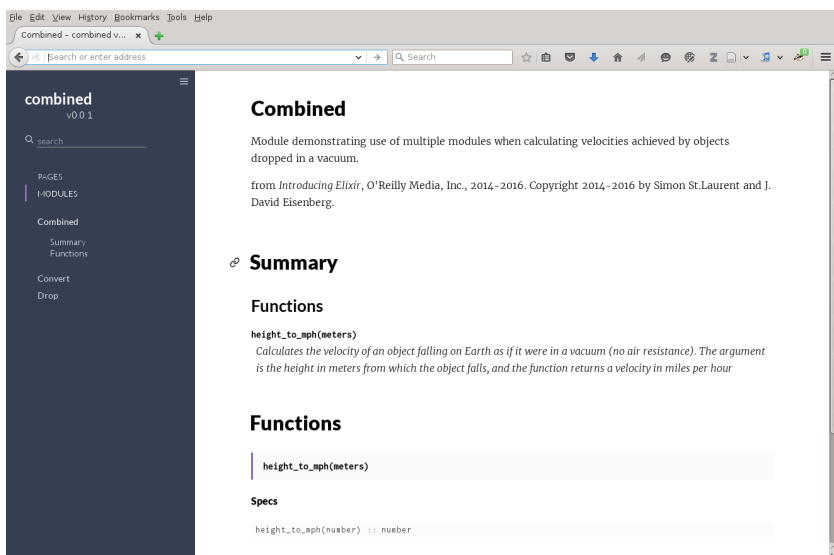 File Edit View History Bookmarks Tools Help
Combined - combined v...
Search or enter address
Search
0
combined
v0.0.1
search
PAGES
MODULES
Combined
Summary
Functions
Convert
Drop
Combined
Module demonstrating use of multiple modules when calculating velocities achieved by objects
dropped in a vacuum.
from Introducing Elixir, O'Reilly Media, Inc., 2014-2016. Copyright 2014-2016 by Simon St.Laurent and J.
David Eisenberg.
Summary
Functions
height_to_mph(meters)
Calculates the velocity of an object falling on Earth as if it were in a vacuum (no air resistance). The argument
is the height in meters from which the object falls, and the function returns a velocity in miles per hour
Functions
height_to_mph(meters)
Specs
height_to_mph(number) :: number